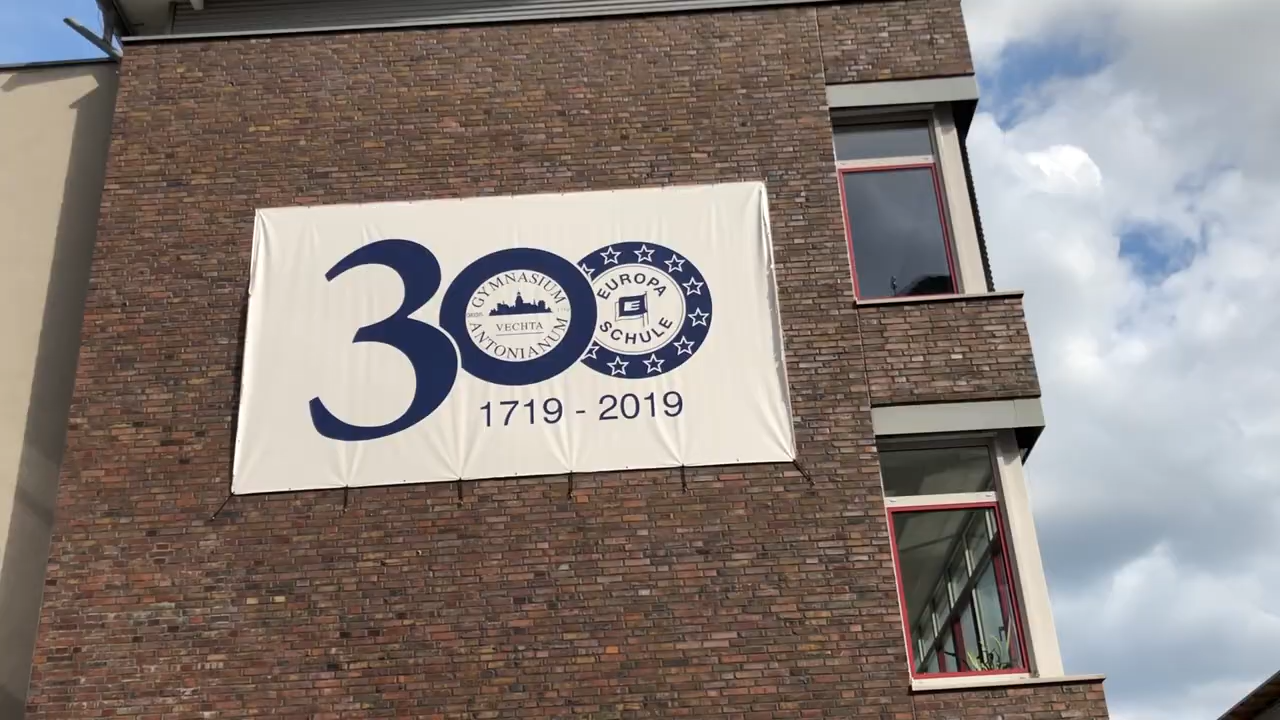 300
GYMNASIUM
VECHTA
ANTONIANUM
EUROPA
E
SCHULE
1719 - 2019